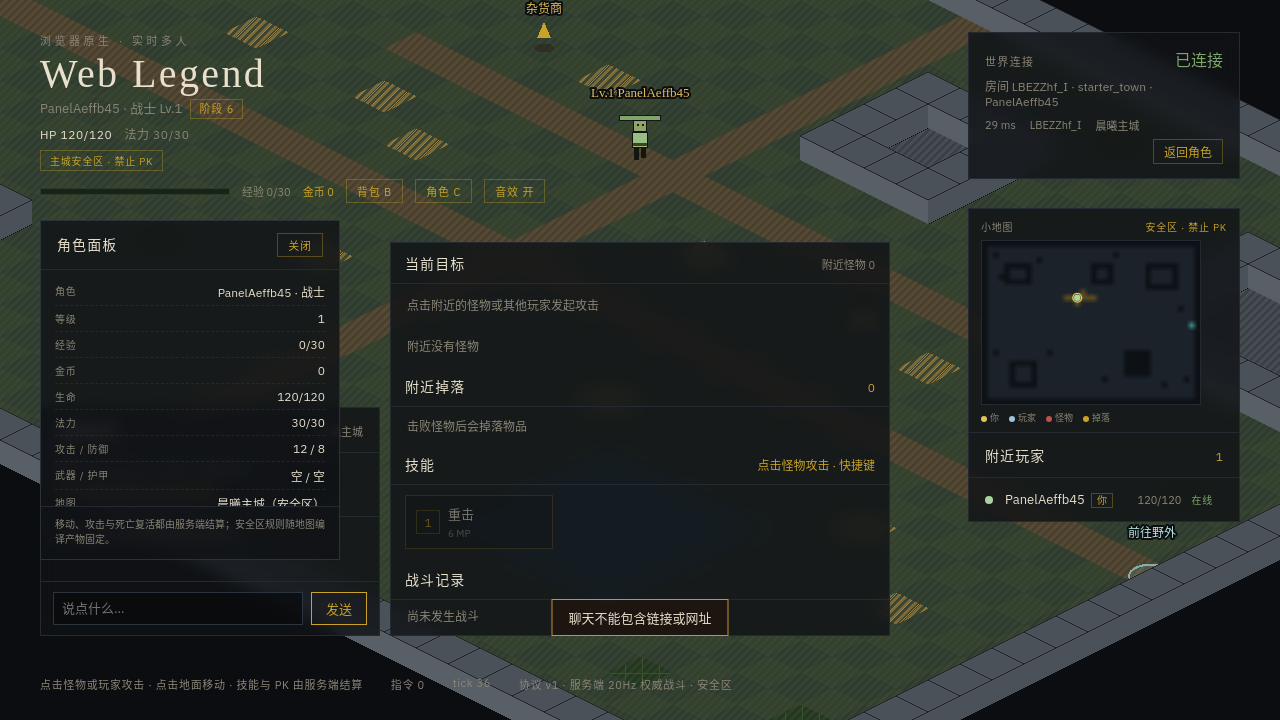 杂货商
浏览器原生 · 实时多人
Web Legend
PanelAeffb45 · 战士 Lv.1 阶段 6
HP 120/120 法力 30/30
主城安全区 · 禁止 PK
经验 0/30 金币 0 背包 B 角色 C 音效 开
Lv.1 PanelAeffb45
世界连接 已连接
房间 LBEZZhf_I · starter_town ·
PanelAeffb45
29 ms LBEZZhf_I 晨曦主城
返回角色
角色面板 关闭
角色 PanelAeffb45 · 战士
等级 1
经验 0/30
金币 0
生命 120/120
法力 30/30
攻击 / 防御 12 / 8
武器 / 护甲 空 / 空
地图 晨曦主城（安全区）
移动、攻击与死亡复活都由服务端结算；安全区规则随地图编
译产物固定。
主城
说点什么... 发送
当前目标 附近怪物 0
点击附近的怪物或其他玩家发起攻击
附近没有怪物
附近掉落 0
击败怪物后会掉落物品
技能 点击怪物攻击 · 快捷键
1 重击
6 MP
战斗记录
尚未发生战斗
聊天不能包含链接或网址
小地图 安全区 · 禁止 PK
你 玩家 怪物 掉落
附近玩家 1
PanelAeffb45 你 120/120 在线
前往野外
点击怪物或玩家攻击 · 点击地面移动 · 技能与 PK 由服务端结算 指令 0 tick 36 协议 v1 · 服务端 20Hz 权威战斗 · 安全区